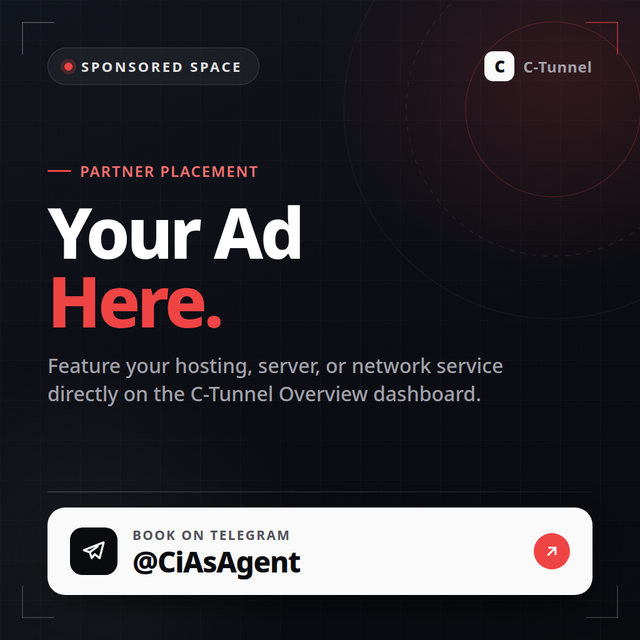 SPONSORED SPACE
C C-Tunnel
PARTNER PLACEMENT
Your Ad
Here.
Feature your hosting, server, or network service
directly on the C-Tunnel Overview dashboard.
BOOK ON TELEGRAM
@CiAsAgent